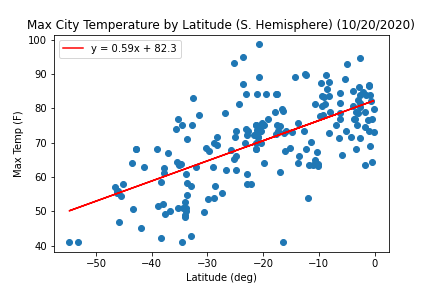 Max City Temperature by Latitude (S. Hemisphere) (10/20/2020)
y = 0.59x + 82.3
100
90
80
70
60
50
40
Max Temp (F)
−50 −40 −30 −20 −10 0
Latitude (deg)